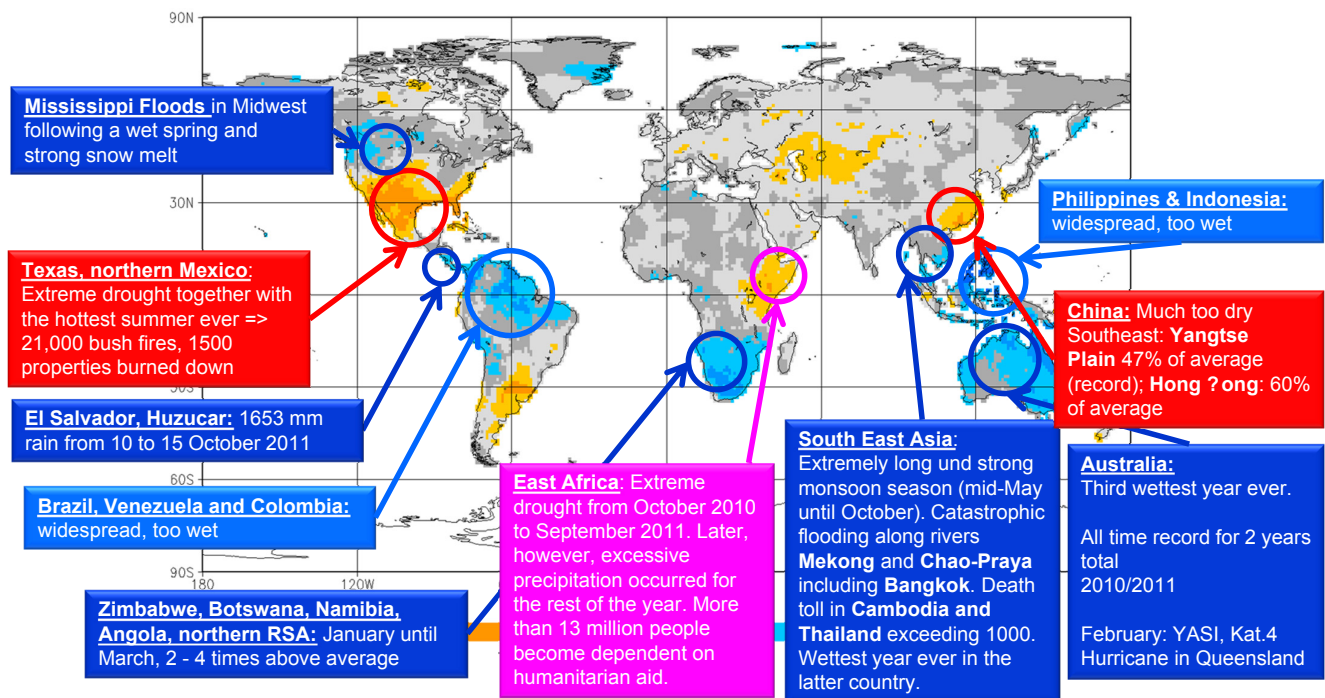 90N
Mississippi Floods in Midwest
following a wet spring and
strong snow melt
30N
Philippines & Indonesia:
widespread, too wet
Texas, northern Mexico:
Extreme drought together with
the hottest summer ever =>
21,000 bush fires, 1500
properties burned down
China: Much too dry
Southeast: Yangtse
Plain 47% of average
(record); Hong ?ong: 60%
of average
El Salvador, Huzucar: 1653 mm
rain from 10 to 15 October 2011
60S
Brazil, Venezuela and Colombia:
widespread, too wet
East Africa: Extreme
drought from October 2010
to September 2011. Later,
however, excessive
precipitation occurred for
the rest of the year. More
than 13 million people
become dependent on
humanitarian aid.
South East Asia:
Extremely long und strong
monsoon season (mid-May
until October). Catastrophic
flooding along rivers
Mekong and Chao-Praya
including Bangkok. Death
toll in Cambodia and
Thailand exceeding 1000.
Wettest year ever in the
latter country.
Australia:
Third wettest year ever.
All time record for 2 years
total
2010/2011
February: YASI, Kat.4
Hurricane in Queensland
90S
180
120W
Zimbabwe, Botswana, Namibia,
Angola, northern RSA: January until
March, 2 - 4 times above average